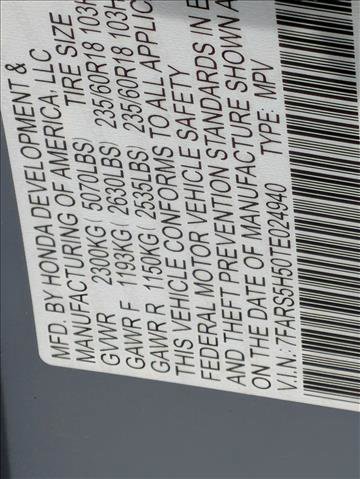 MFD. BY HONDA DEVELOPMENT &
MANUFACTURING OF AMERICA, LLC
TIRE SIZE
GVWR 2300KG( 5070LBS) 235/60R18 103H
GAWR F 1193KG( 2630LBS) 235/60R18 103H
GAWR R 1150KG( 2535LBS)
THIS VEHICLE CONFORMS TO ALL APPLIC
FEDERAL MOTOR VEHICLE SAFETY
AND THEFT PREVENTION STANDARDS IN E
ON THE DATE OF MANUFACTURE SHOWN A
V.I.N.: 7FARS5H50TE024940 TYPE: MPV